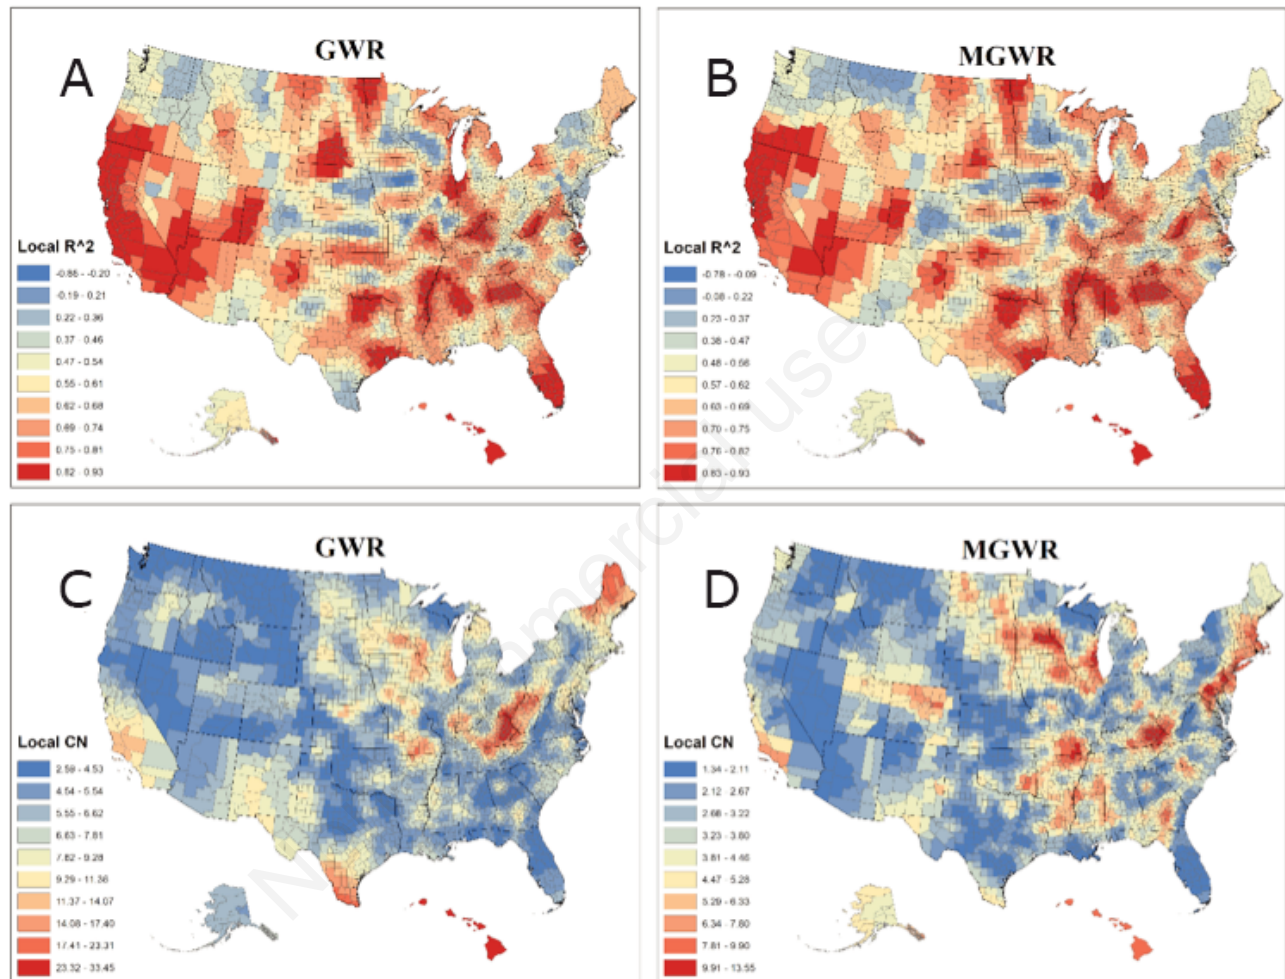 GWR
A
Local R^2
-0.86 - -0.20
-0.19 - 0.21
0.22 - 0.36
0.37 - 0.46
0.47 - 0.54
0.55 - 0.61
0.62 - 0.68
0.69 - 0.74
0.75 - 0.81
0.82 - 0.93
MGWR
B
Local R^2
-0.78 - -0.09
-0.08 - 0.22
0.23 - 0.37
0.38 - 0.47
0.48 - 0.56
0.57 - 0.62
0.63 - 0.69
0.70 - 0.75
0.76 - 0.82
0.83 - 0.93
GWR
C
Local CN
2.59 - 4.53
4.54 - 5.54
5.55 - 6.62
6.63 - 7.81
7.82 - 9.28
9.29 - 11.36
11.37 - 14.07
14.08 - 17.40
17.41 - 23.31
23.32 - 33.45
MGWR
D
Local CN
1.34 - 2.11
2.12 - 2.67
2.68 - 3.22
3.23 - 3.80
3.81 - 4.46
4.47 - 5.28
5.29 - 6.33
6.34 - 7.80
7.81 - 9.90
9.91 - 13.55
commercial use